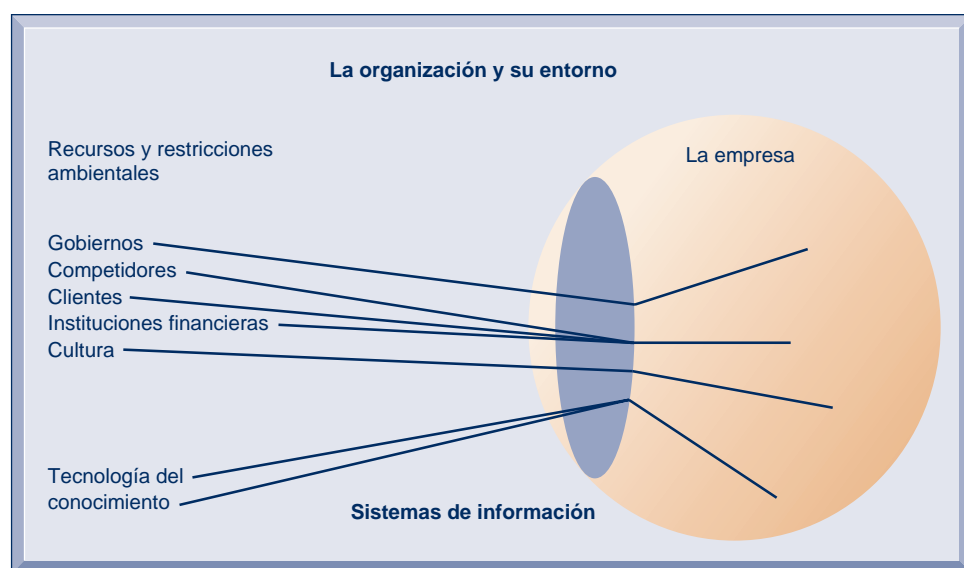 La organización y su entorno
Recursos y restricciones
ambientales
La empresa
Gobiernos
Competidores
Clientes
Instituciones financieras
Cultura
Tecnología del
conocimiento
Sistemas de información